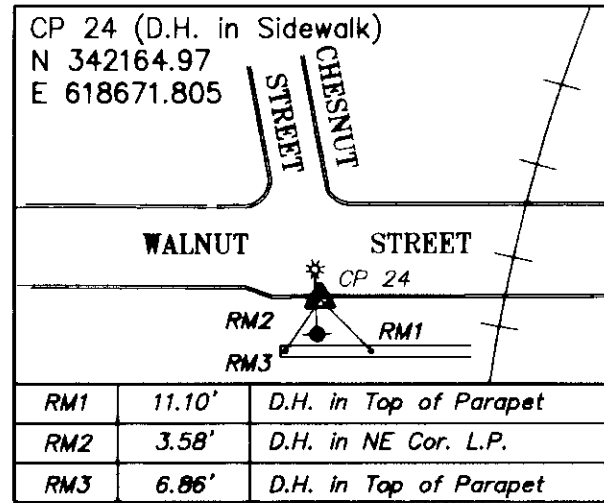 CP 24 (D.H. in Sidewalk)
N 342164.97
E 618671.805
CHESNUT
STREET
WALNUT STREET
CP 24
RM2
RM1
RM3
RM1 11.10' D.H. in Top of Parapet
RM2 3.58' D.H. in NE Cor. L.P.
RM3 6.86' D.H. in Top of Parapet